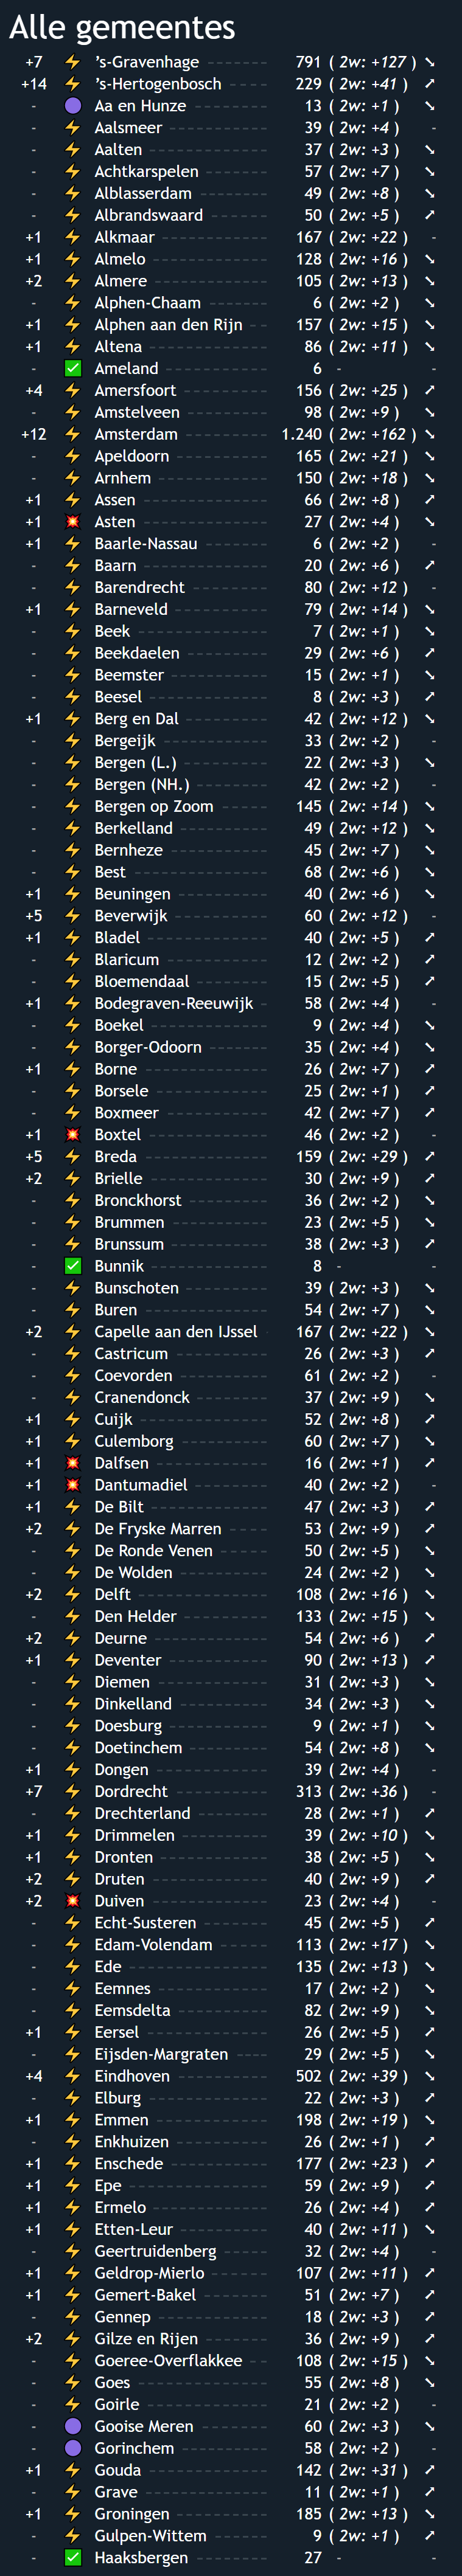 Alle gemeentes
+7 ⚡ ’s-Gravenhage ------- 791 ( 2w: +127 ) ➘
+14 ⚡ ’s-Hertogenbosch ----- 229 ( 2w: +41 ) ➚
- 🟣 Aa en Hunze --------- 13 ( 2w: +1 ) ➘
- ⚡ Aalsmeer ----------- 39 ( 2w: +4 ) -
- ⚡ Aalten ------------- 37 ( 2w: +3 ) ➘
- ⚡ Achtkarspelen ------- 57 ( 2w: +7 ) ➘
- ⚡ Alblasserdam -------- 49 ( 2w: +8 ) ➘
- ⚡ Albrandswaard ------- 50 ( 2w: +5 ) ➚
+1 ⚡ Alkmaar ------------ 167 ( 2w: +22 ) -
+1 ⚡ Almelo ------------ 128 ( 2w: +16 ) ➘
+2 ⚡ Almere ------------ 105 ( 2w: +13 ) ➘
- ⚡ Alphen-Chaam ------- 6 ( 2w: +2 ) ➘
+1 ⚡ Alphen aan den Rijn -- 157 ( 2w: +15 ) ➘
+1 ⚡ Altena ------------- 86 ( 2w: +11 ) ➘
- ✅ Ameland ----------- 6 - -
+4 ⚡ Amersfoort --------- 156 ( 2w: +25 ) ➚
- ⚡ Amstelveen --------- 98 ( 2w: +9 ) ➘
+12 ⚡ Amsterdam --------- 1.240 ( 2w: +162 ) ➘
- ⚡ Apeldoorn ---------- 165 ( 2w: +21 ) ➘
- ⚡ Arnhem ------------ 150 ( 2w: +18 ) ➘
+1 ⚡ Assen ------------- 66 ( 2w: +8 ) ➚
+1 💥 Asten ------------- 27 ( 2w: +4 ) ➘
+1 ⚡ Baarle-Nassau ------- 6 ( 2w: +2 ) -
- ⚡ Baarn ------------- 20 ( 2w: +6 ) ➚
- ⚡ Barendrecht -------- 80 ( 2w: +12 ) -
+1 ⚡ Barneveld ---------- 79 ( 2w: +14 ) ➘
- ⚡ Beek -------------- 7 ( 2w: +1 ) ➘
- ⚡ Beekdaelen --------- 29 ( 2w: +6 ) ➚
- ⚡ Beemster ----------- 15 ( 2w: +1 ) ➘
- ⚡ Beesel ------------- 8 ( 2w: +3 ) ➚
+1 ⚡ Berg en Dal --------- 42 ( 2w: +12 ) ➘
- ⚡ Bergeijk ------------ 33 ( 2w: +2 ) -
- ⚡ Bergen (L.) --------- 22 ( 2w: +3 ) ➘
- ⚡ Bergen (NH.) -------- 42 ( 2w: +2 ) -
- ⚡ Bergen op Zoom ------ 145 ( 2w: +14 ) ➘
- ⚡ Berkelland ---------- 49 ( 2w: +12 ) ➘
- ⚡ Bernheze ----------- 45 ( 2w: +7 ) ➘
- ⚡ Best --------------- 68 ( 2w: +6 ) ➘
+1 ⚡ Beuningen ---------- 40 ( 2w: +6 ) ➘
+5 ⚡ Beverwijk ---------- 60 ( 2w: +12 ) -
+1 ⚡ Bladel ------------- 40 ( 2w: +5 ) ➚
- ⚡ Blaricum ----------- 12 ( 2w: +2 ) ➚
- ⚡ Bloemendaal -------- 15 ( 2w: +5 ) ➚
+1 ⚡ Bodegraven-Reeuwijk - 58 ( 2w: +4 ) -
- ⚡ Boekel ------------ 9 ( 2w: +4 ) ➘
- ⚡ Borger-Odoorn ------- 35 ( 2w: +4 ) ➘
+1 ⚡ Borne ------------- 26 ( 2w: +7 ) ➚
- ⚡ Borsele ------------ 25 ( 2w: +1 ) ➚
- ⚡ Boxmeer ----------- 42 ( 2w: +7 ) ➚
+1 💥 Boxtel ------------- 46 ( 2w: +2 ) -
+5 ⚡ Breda ------------- 159 ( 2w: +29 ) ➚
+2 ⚡ Brielle ------------ 30 ( 2w: +9 ) ➚
- ⚡ Bronckhorst --------- 36 ( 2w: +2 ) ➘
- ⚡ Brummen ----------- 23 ( 2w: +5 ) ➘
- ⚡ Brunssum ---------- 38 ( 2w: +3 ) ➚
- ✅ Bunnik ------------ 8 - -
- ⚡ Bunschoten --------- 39 ( 2w: +3 ) ➘
- ⚡ Buren ------------- 54 ( 2w: +7 ) ➘
+2 ⚡ Capelle aan den IJssel 167 ( 2w: +22 ) ➘
- ⚡ Castricum ---------- 26 ( 2w: +3 ) ➚
- ⚡ Coevorden ---------- 61 ( 2w: +2 ) -
- ⚡ Cranendonck -------- 37 ( 2w: +9 ) ➘
+1 ⚡ Cuijk -------------- 52 ( 2w: +8 ) ➚
+1 ⚡ Culemborg --------- 60 ( 2w: +7 ) ➘
+1 💥 Dalfsen ------------ 16 ( 2w: +1 ) ➚
+1 💥 Dantumadiel -------- 40 ( 2w: +2 ) -
+1 ⚡ De Bilt ------------ 47 ( 2w: +3 ) ➚
+2 ⚡ De Fryske Marren ----- 53 ( 2w: +9 ) ➚
- ⚡ De Ronde Venen ------ 50 ( 2w: +5 ) ➘
- ⚡ De Wolden ---------- 24 ( 2w: +2 ) ➘
+2 ⚡ Delft -------------- 108 ( 2w: +16 ) ➘
- ⚡ Den Helder --------- 133 ( 2w: +15 ) ➘
+2 ⚡ Deurne ------------ 54 ( 2w: +6 ) ➚
+1 ⚡ Deventer ----------- 90 ( 2w: +13 ) ➚
- ⚡ Diemen ------------ 31 ( 2w: +3 ) ➘
- ⚡ Dinkelland ---------- 34 ( 2w: +3 ) ➘
- ⚡ Doesburg ----------- 9 ( 2w: +1 ) ➘
- ⚡ Doetinchem --------- 54 ( 2w: +8 ) ➘
+1 ⚡ Dongen ------------ 39 ( 2w: +4 ) -
+7 ⚡ Dordrecht ---------- 313 ( 2w: +36 ) -
- ⚡ Drechterland -------- 28 ( 2w: +1 ) ➚
+1 ⚡ Drimmelen --------- 39 ( 2w: +10 ) ➘
+1 ⚡ Dronten ----------- 38 ( 2w: +5 ) ➘
+2 ⚡ Druten ------------ 40 ( 2w: +9 ) ➚
+2 💥 Duiven ------------ 23 ( 2w: +4 ) -
- ⚡ Echt-Susteren ------- 45 ( 2w: +5 ) ➚
- ⚡ Edam-Volendam ------ 113 ( 2w: +17 ) ➘
- ⚡ Ede --------------- 135 ( 2w: +13 ) ➘
- ⚡ Eemnes ------------ 17 ( 2w: +2 ) ➘
- ⚡ Eemsdelta ---------- 82 ( 2w: +9 ) ➘
+1 ⚡ Eersel ------------- 26 ( 2w: +5 ) ➚
- ⚡ Eijsden-Margraten ---- 29 ( 2w: +5 ) ➘
+4 ⚡ Eindhoven ---------- 502 ( 2w: +39 ) ➘
- ⚡ Elburg ------------- 22 ( 2w: +3 ) ➚
+1 ⚡ Emmen ------------ 198 ( 2w: +19 ) ➘
- ⚡ Enkhuizen ---------- 26 ( 2w: +1 ) ➚
+1 ⚡ Enschede ---------- 177 ( 2w: +23 ) ➚
+1 ⚡ Epe --------------- 59 ( 2w: +9 ) ➚
+1 ⚡ Ermelo ------------ 26 ( 2w: +4 ) ➚
+1 ⚡ Etten-Leur --------- 40 ( 2w: +11 ) ➘
- ⚡ Geertruidenberg ----- 32 ( 2w: +4 ) -
+1 ⚡ Geldrop-Mierlo ------ 107 ( 2w: +11 ) ➚
+1 ⚡ Gemert-Bakel ------- 51 ( 2w: +7 ) ➚
- ⚡ Gennep ------------ 18 ( 2w: +3 ) ➚
+2 ⚡ Gilze en Rijen ------- 36 ( 2w: +9 ) ➚
- ⚡ Goeree-Overflakkee -- 108 ( 2w: +15 ) ➘
- ⚡ Goes -------------- 55 ( 2w: +8 ) ➘
- ⚡ Goirle ------------- 21 ( 2w: +2 ) -
- 🟣 Gooise Meren -------- 60 ( 2w: +3 ) ➘
- 🟣 Gorinchem ---------- 58 ( 2w: +2 ) -
+1 ⚡ Gouda ------------- 142 ( 2w: +31 ) ➚
- ⚡ Grave ------------- 11 ( 2w: +1 ) ➚
+1 ⚡ Groningen ---------- 185 ( 2w: +13 ) ➘
- ⚡ Gulpen-Wittem ------- 9 ( 2w: +1 ) ➚
- ✅ Haaksbergen -------- 27 - -